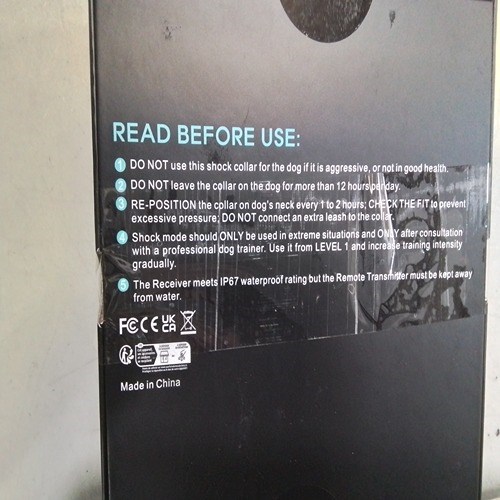 READ BEFORE USE:
1 DO NOT use this shock collar for the dog if it is aggressive, or not in good health.
2 DO NOT leave the collar on the dog for more than 12 hours per day.
3 RE-POSITION the collar on dog's neck every 1 to 2 hours; CHECK THE FIT to prevent
excessive pressure; DO NOT connect an extra leash to the collar.
4 Shock mode should ONLY be used in extreme situations and ONLY after consultation
with a professional dog trainer. Use it from LEVEL 1 and increase training intensity
gradually.
5 The Receiver meets IP67 waterproof rating but the Remote Transmitter must be kept away
from water.
FC CE UK CA
Made in China